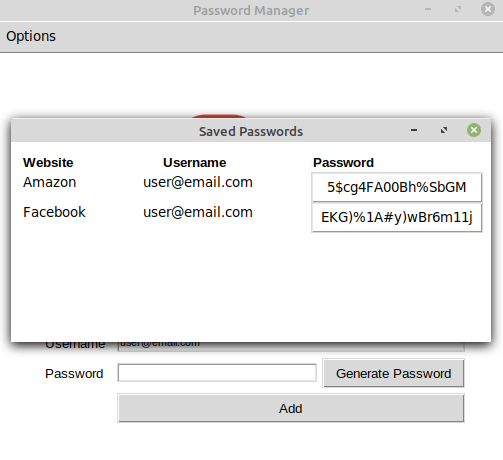 Password Manager
Options
Saved Passwords
Website Username Password
Amazon user@email.com 5$cg4FA00Bh%SbGM
Facebook user@email.com EKG)%1A#y)wBr6m11j
Username user@email.com
Password Generate Password
Add